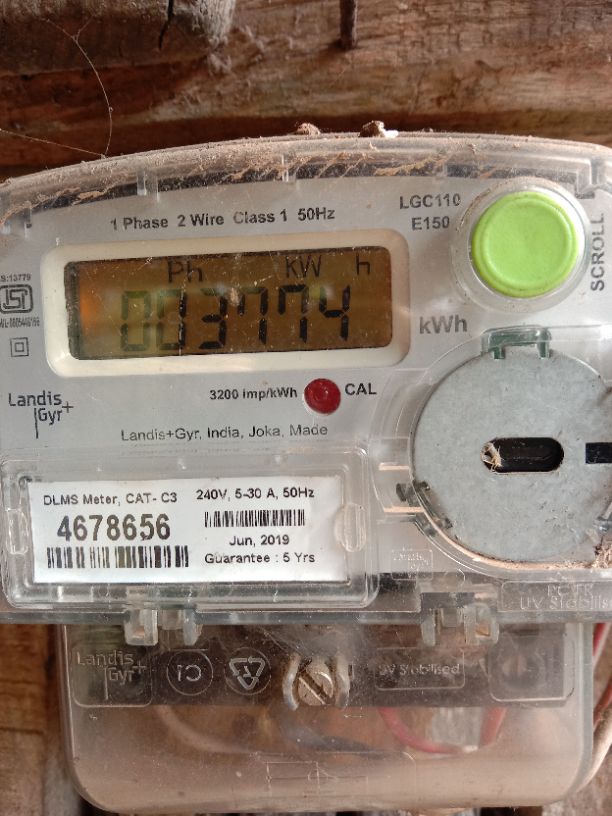 LGC110
E150
1 Phase 2 Wire Class 1 50Hz
SCROLL
Ph kW h
003774
kWh
3200 imp/kWh CAL
Landis
Gyr+
Landis+Gyr, India, Joka, Made
DLMS Meter, CAT- C3 240V, 5-30 A, 50Hz
4678656
Jun, 2019
Guarantee : 5 Yrs
UV Stabilise
Landis
Gyr+
UV Stabilised